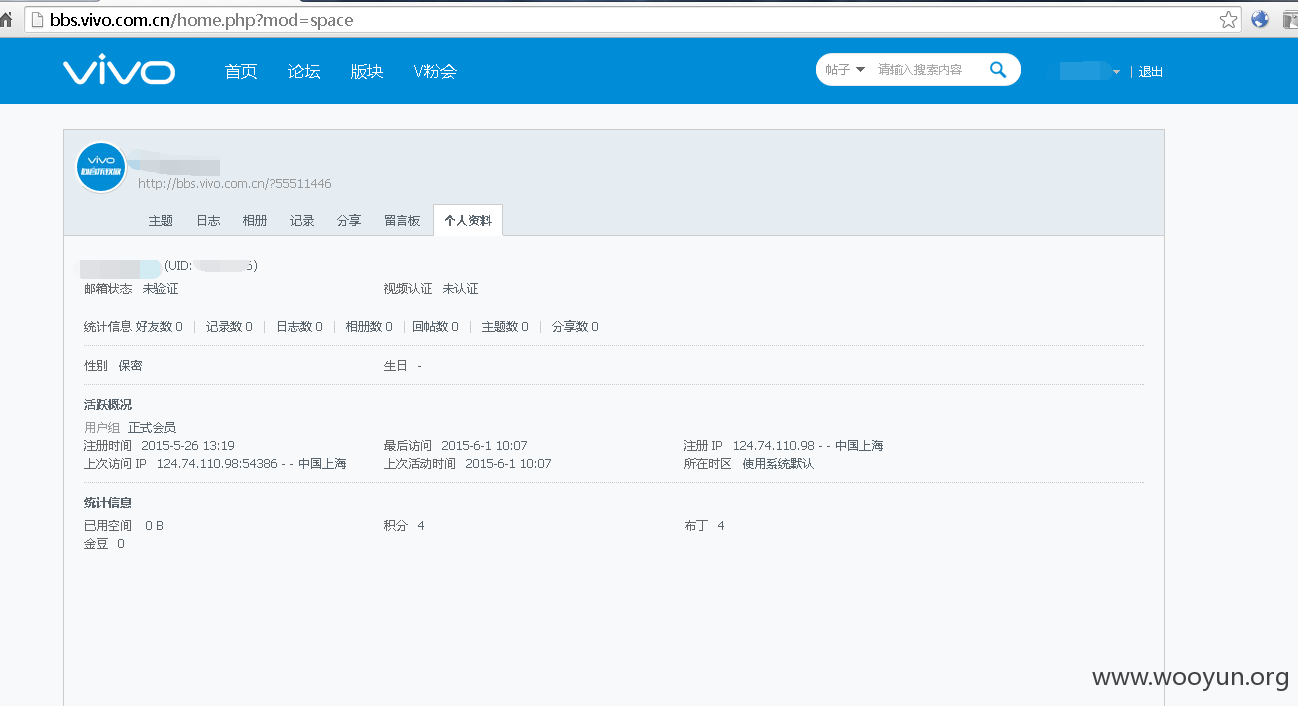 bbs.vivo.com.cn/home.php?mod=space
vivo 首页 论坛 版块 V粉会 帖子 请输入搜索内容 | 退出
vivo
http://bbs.vivo.com.cn/?55511446
主题 日志 相册 记录 分享 留言板 个人资料
(UID: 6)
邮箱状态 未验证 视频认证 未认证
统计信息 好友数 0 | 记录数 0 | 日志数 0 | 相册数 0 | 回帖数 0 | 主题数 0 | 分享数 0
性别 保密 生日 -
活跃概况
用户组 正式会员
注册时间 2015-5-26 13:19 最后访问 2015-6-1 10:07 注册 IP 124.74.110.98 - - 中国上海
上次访问 IP 124.74.110.98:54386 - - 中国上海 上次活动时间 2015-6-1 10:07 所在时区 使用系统默认
统计信息
已用空间 0 B 积分 4 布丁 4
金豆 0
www.wooyun.org